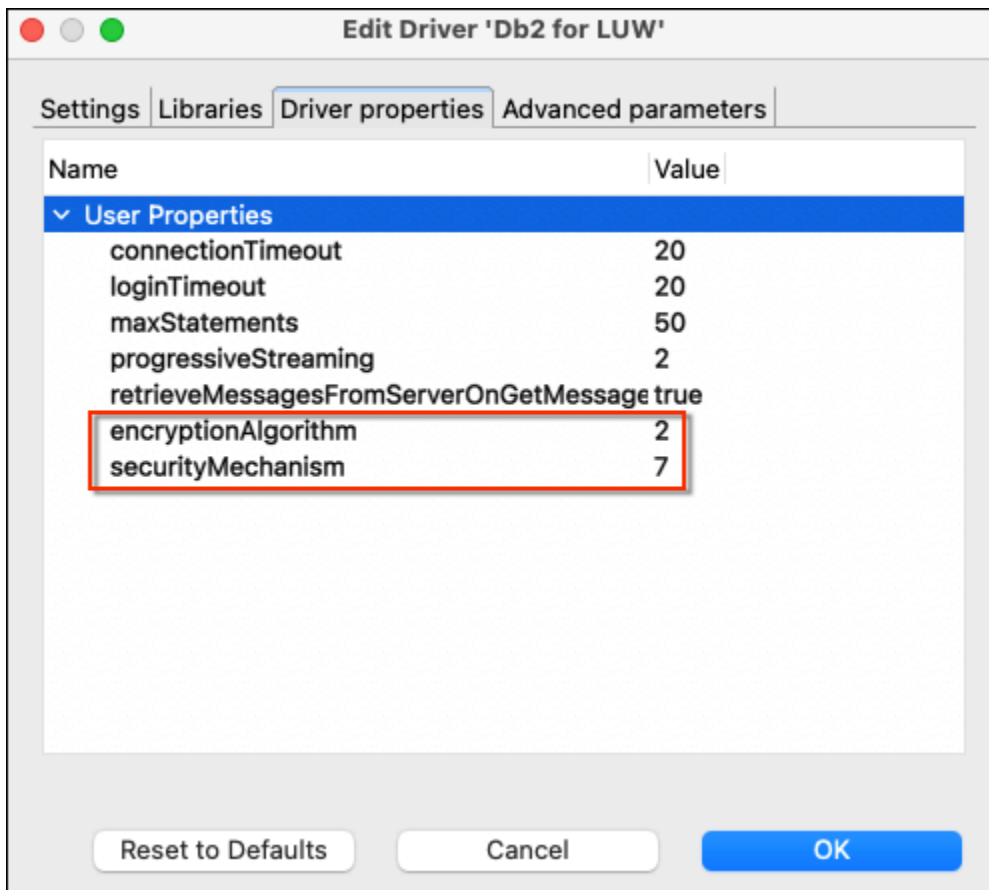 Edit Driver 'Db2 for LUW'
Settings Libraries Driver properties Advanced parameters
Name Value
User Properties
connectionTimeout 20
loginTimeout 20
maxStatements 50
progressiveStreaming 2
retrieveMessagesFromServerOnGetMessage true
encryptionAlgorithm 2
securityMechanism 7
Reset to Defaults Cancel OK